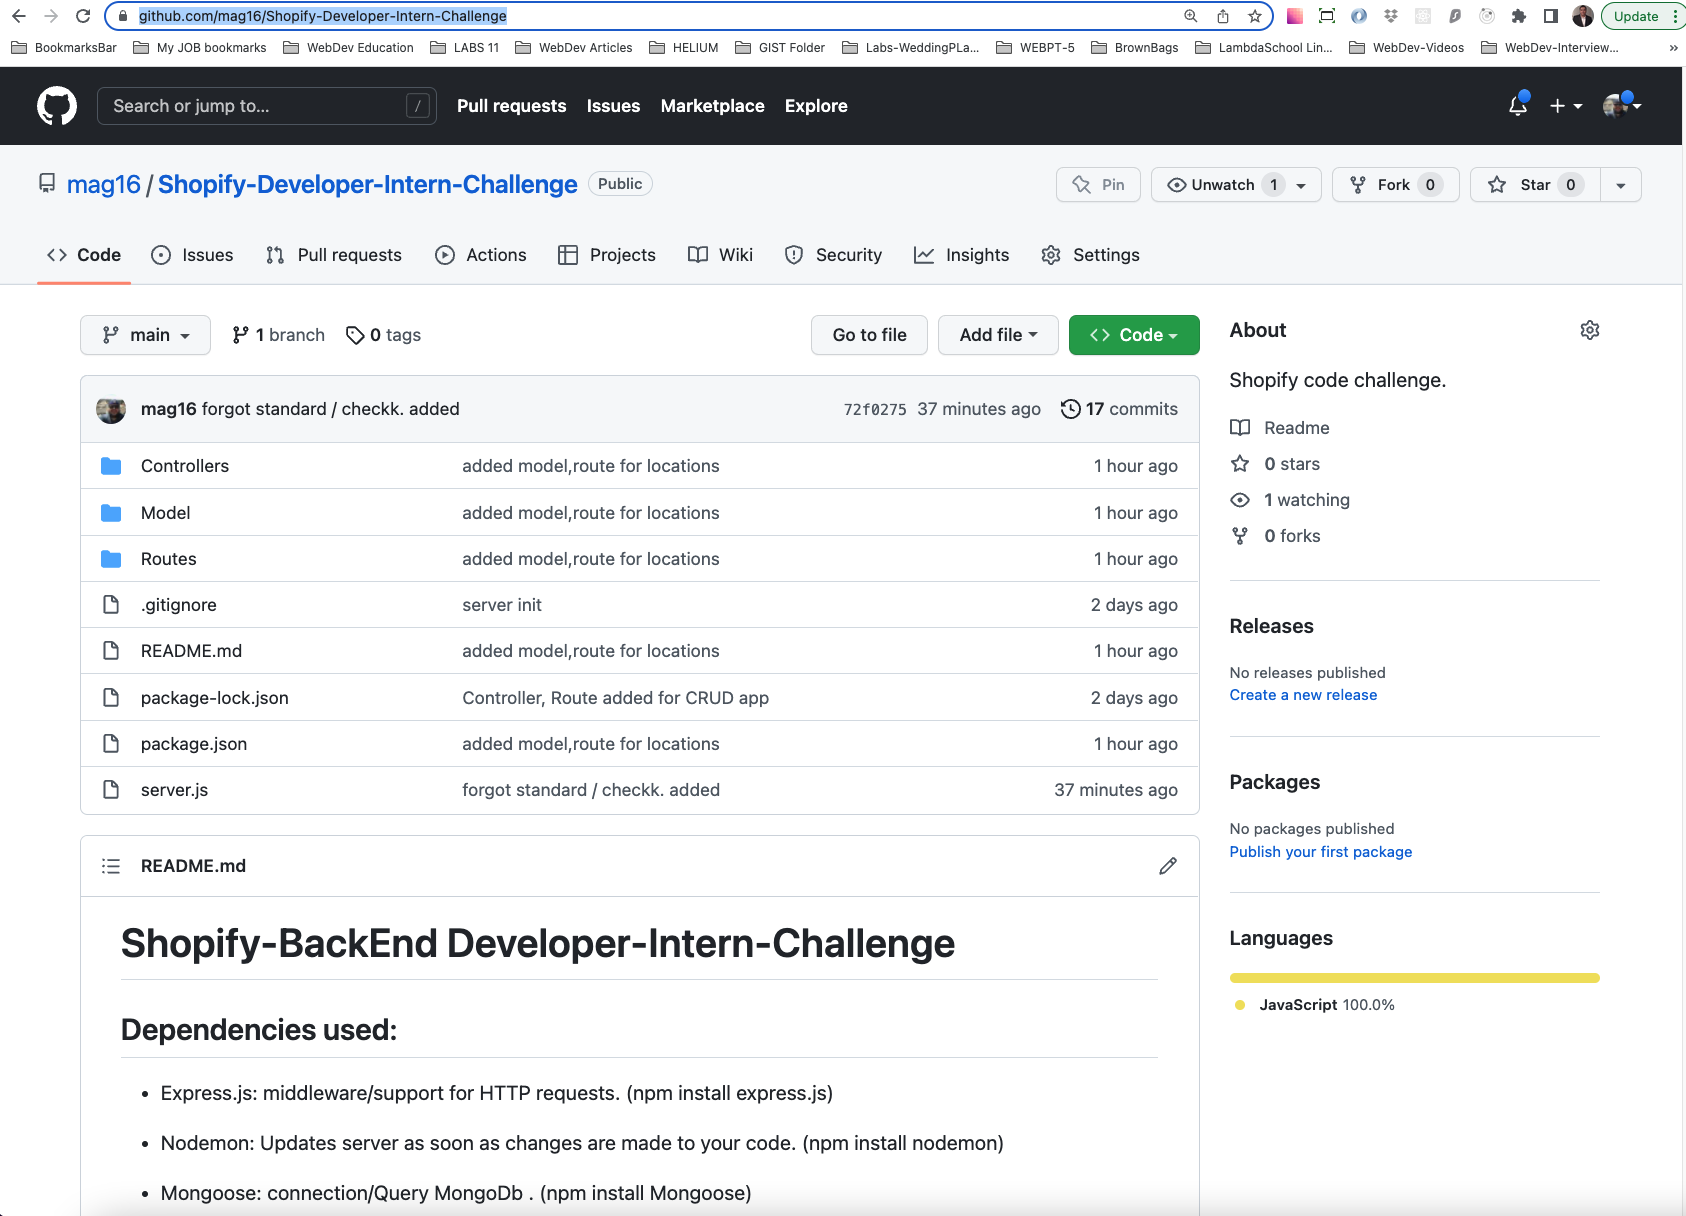 github.com/mag16/Shopify-Developer-Intern-Challenge
Update
BookmarksBar My JOB bookmarks WebDev Education LABS 11 WebDev Articles HELIUM GIST Folder Labs-WeddingPLa... WEBPT-5 BrownBags LambdaSchool Lin... WebDev-Videos WebDev-Interview... »
Search or jump to... / Pull requests Issues Marketplace Explore
mag16 / Shopify-Developer-Intern-Challenge Public Pin Unwatch 1 Fork 0 Star 0
Code Issues Pull requests Actions Projects Wiki Security Insights Settings
main 1 branch 0 tags Go to file Add file Code
mag16 forgot standard / checkk. added 72f0275 37 minutes ago 17 commits
Controllers added model,route for locations 1 hour ago
Model added model,route for locations 1 hour ago
Routes added model,route for locations 1 hour ago
.gitignore server init 2 days ago
README.md added model,route for locations 1 hour ago
package-lock.json Controller, Route added for CRUD app 2 days ago
package.json added model,route for locations 1 hour ago
server.js forgot standard / checkk. added 37 minutes ago
README.md
Shopify-BackEnd Developer-Intern-Challenge
Dependencies used:
• Express.js: middleware/support for HTTP requests. (npm install express.js)
• Nodemon: Updates server as soon as changes are made to your code. (npm install nodemon)
• Mongoose: connection/Query MongoDb . (npm install Mongoose)
About
Shopify code challenge.
Readme
0 stars
1 watching
0 forks
Releases
No releases published
Create a new release
Packages
No packages published
Publish your first package
Languages
JavaScript 100.0%